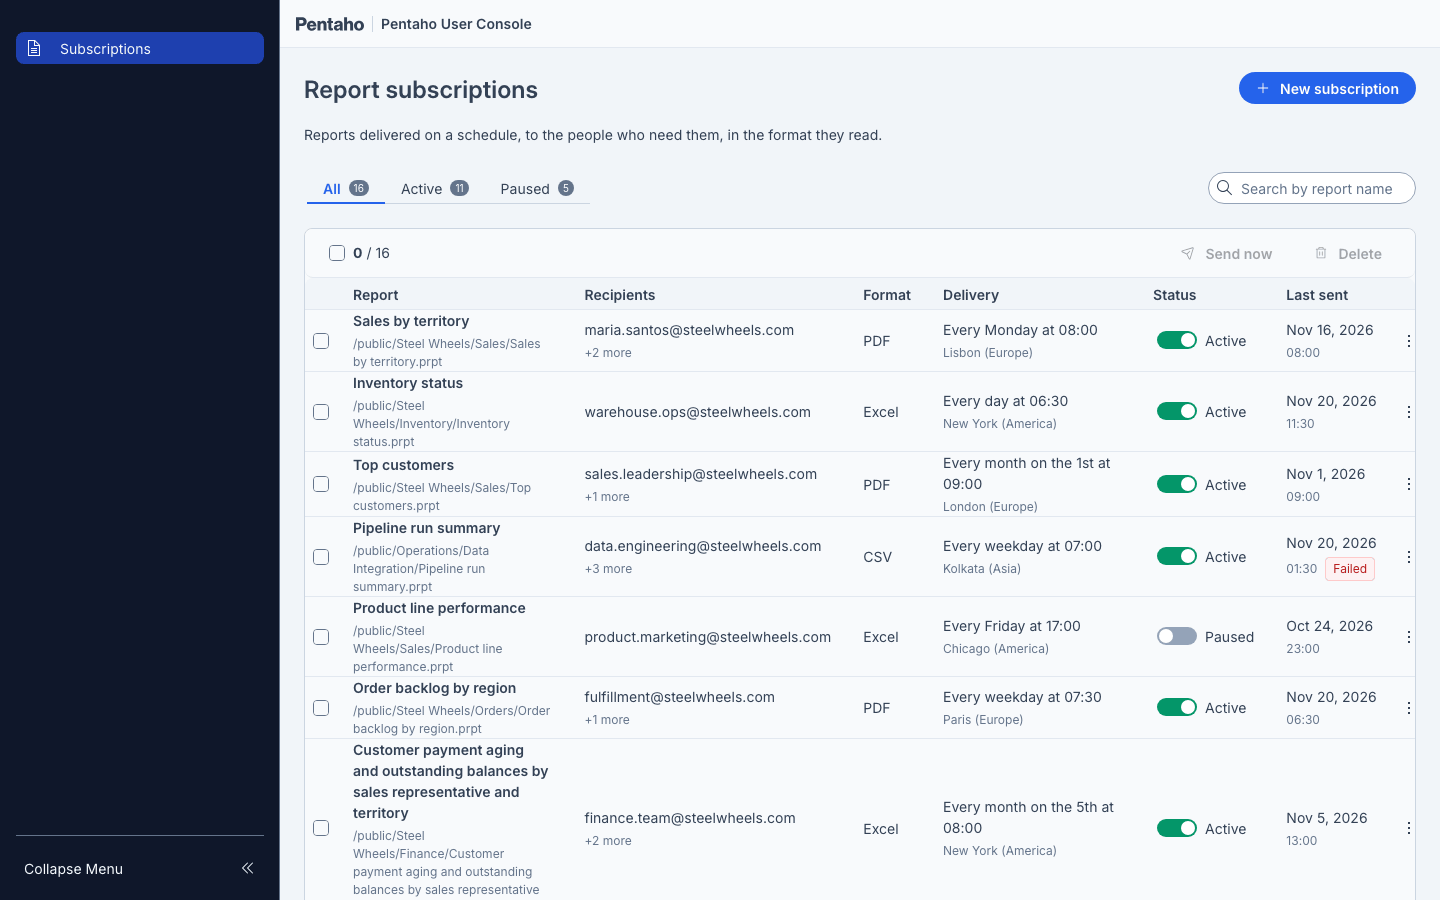 Subscriptions
Collapse Menu
Pentaho
Pentaho User Console
Report subscriptions
New subscription
Reports delivered on a schedule, to the people who need them, in the format they read.
All 16
Active 11
Paused 5
Search by report name
0 / 16
Send now
Delete
Report Recipients Format Delivery Status Last sent
Sales by territory
/public/Steel Wheels/Sales/Sales
by territory.prpt
maria.santos@steelwheels.com
+2 more
PDF
Every Monday at 08:00
Lisbon (Europe)
Active
Nov 16, 2026
08:00
Inventory status
/public/Steel
Wheels/Inventory/Inventory
status.prpt
warehouse.ops@steelwheels.com
Excel
Every day at 06:30
New York (America)
Active
Nov 20, 2026
11:30
Top customers
/public/Steel Wheels/Sales/Top
customers.prpt
sales.leadership@steelwheels.com
+1 more
PDF
Every month on the 1st at
09:00
London (Europe)
Active
Nov 1, 2026
09:00
Pipeline run summary
/public/Operations/Data
Integration/Pipeline run
summary.prpt
data.engineering@steelwheels.com
+3 more
CSV
Every weekday at 07:00
Kolkata (Asia)
Active
Nov 20, 2026
01:30 Failed
Product line performance
/public/Steel
Wheels/Sales/Product line
performance.prpt
product.marketing@steelwheels.com
Excel
Every Friday at 17:00
Chicago (America)
Paused
Oct 24, 2026
23:00
Order backlog by region
/public/Steel Wheels/Orders/Order
backlog by region.prpt
fulfillment@steelwheels.com
+1 more
PDF
Every weekday at 07:30
Paris (Europe)
Active
Nov 20, 2026
06:30
Customer payment aging
and outstanding balances by
sales representative and
territory
/public/Steel
Wheels/Finance/Customer
payment aging and outstanding
balances by sales representative
finance.team@steelwheels.com
+2 more
Excel
Every month on the 5th at
08:00
New York (America)
Active
Nov 5, 2026
13:00